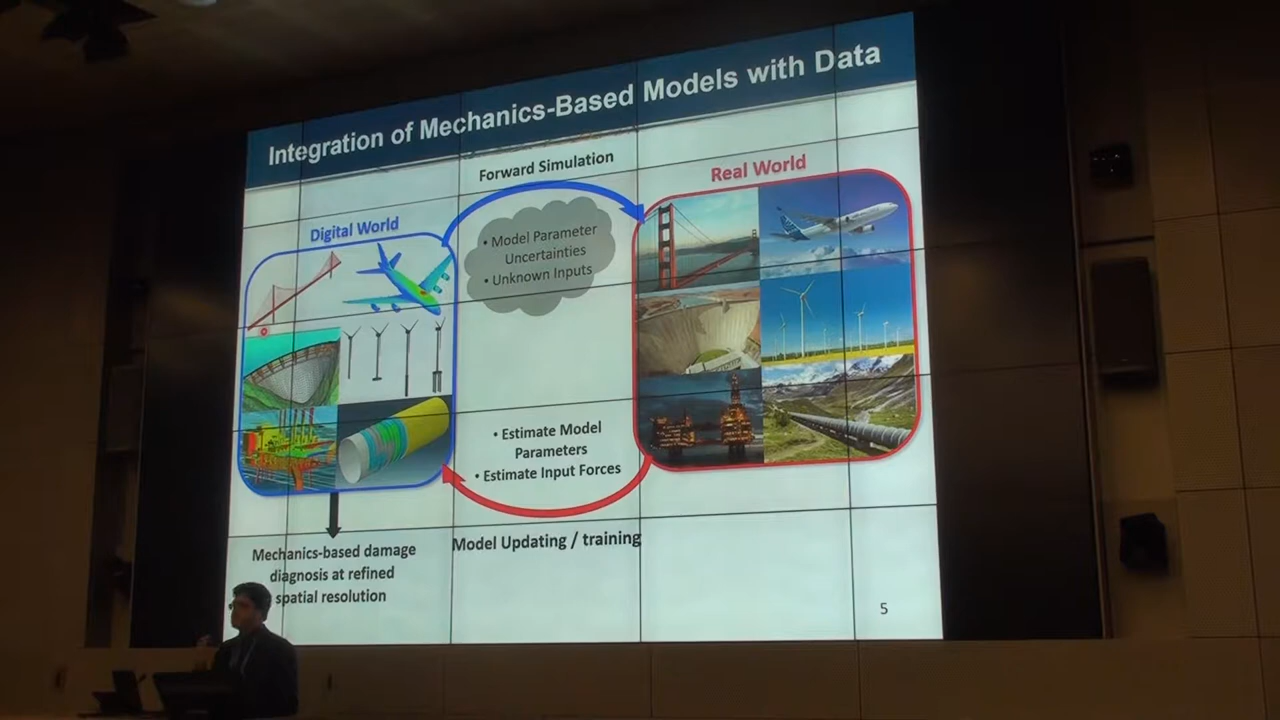 Integration of Mechanics-Based Models with Data
Forward Simulation
Real World
Digital World
• Model Parameter
Uncertainties
• Unknown Inputs
• Estimate Model
Parameters
• Estimate Input Forces
Model Updating / training
Mechanics-based damage
diagnosis at refined
spatial resolution
5